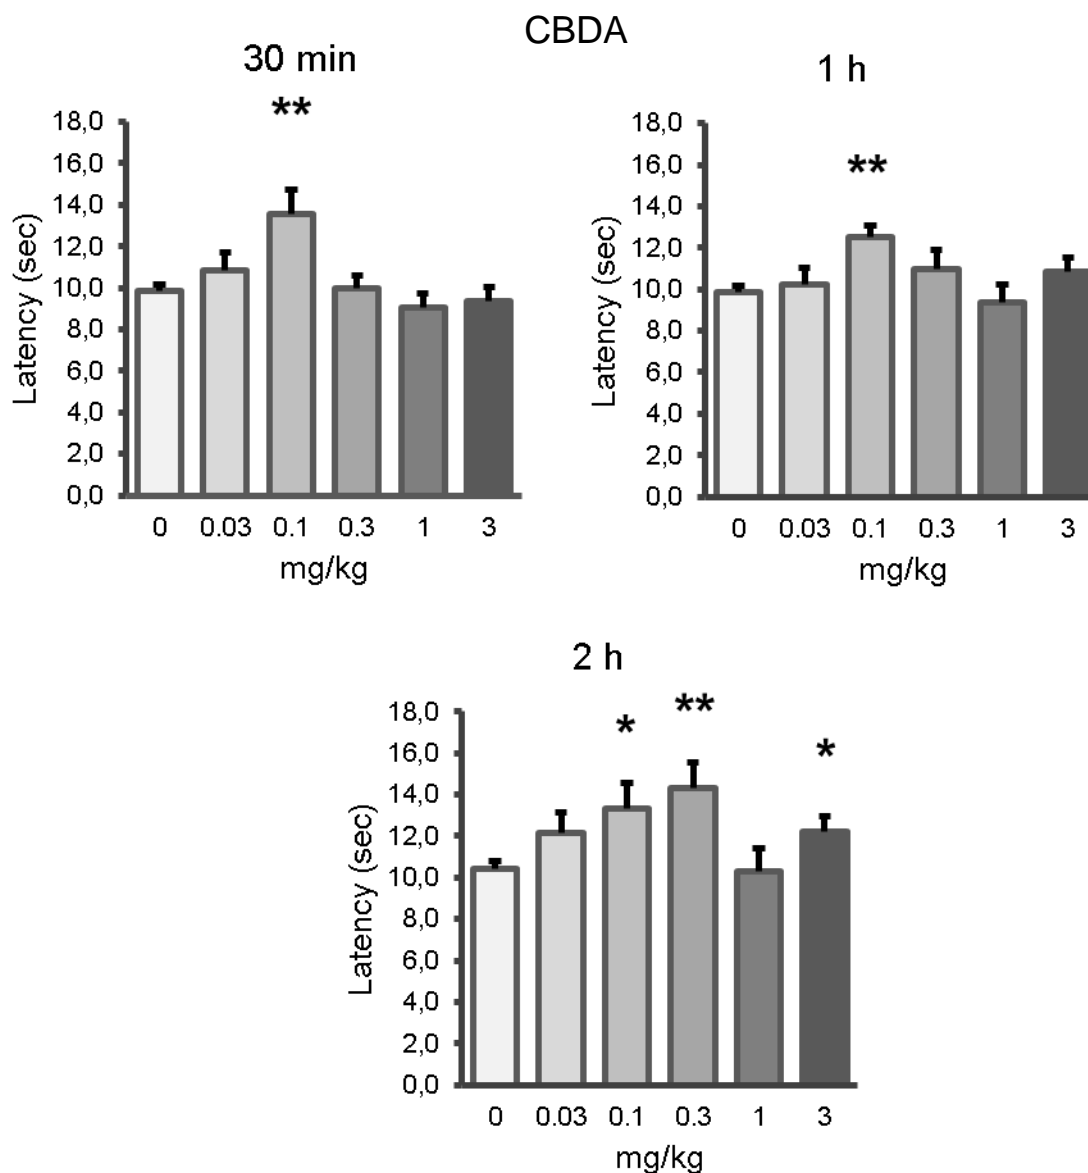 CBDA
30 min
**
18,0
16,0
14,0
12,0
10,0
8,0
6,0
4,0
2,0
0,0
Latency (sec)
0 0.03 0.1 0.3 1 3
mg/kg
1 h
**
18,0
16,0
14,0
12,0
10,0
8,0
6,0
4,0
2,0
0,0
Latency (sec)
0 0.03 0.1 0.3 1 3
mg/kg
2 h
* ** *
18,0
16,0
14,0
12,0
10,0
8,0
6,0
4,0
2,0
0,0
Latency (sec)
0 0.03 0.1 0.3 1 3
mg/kg